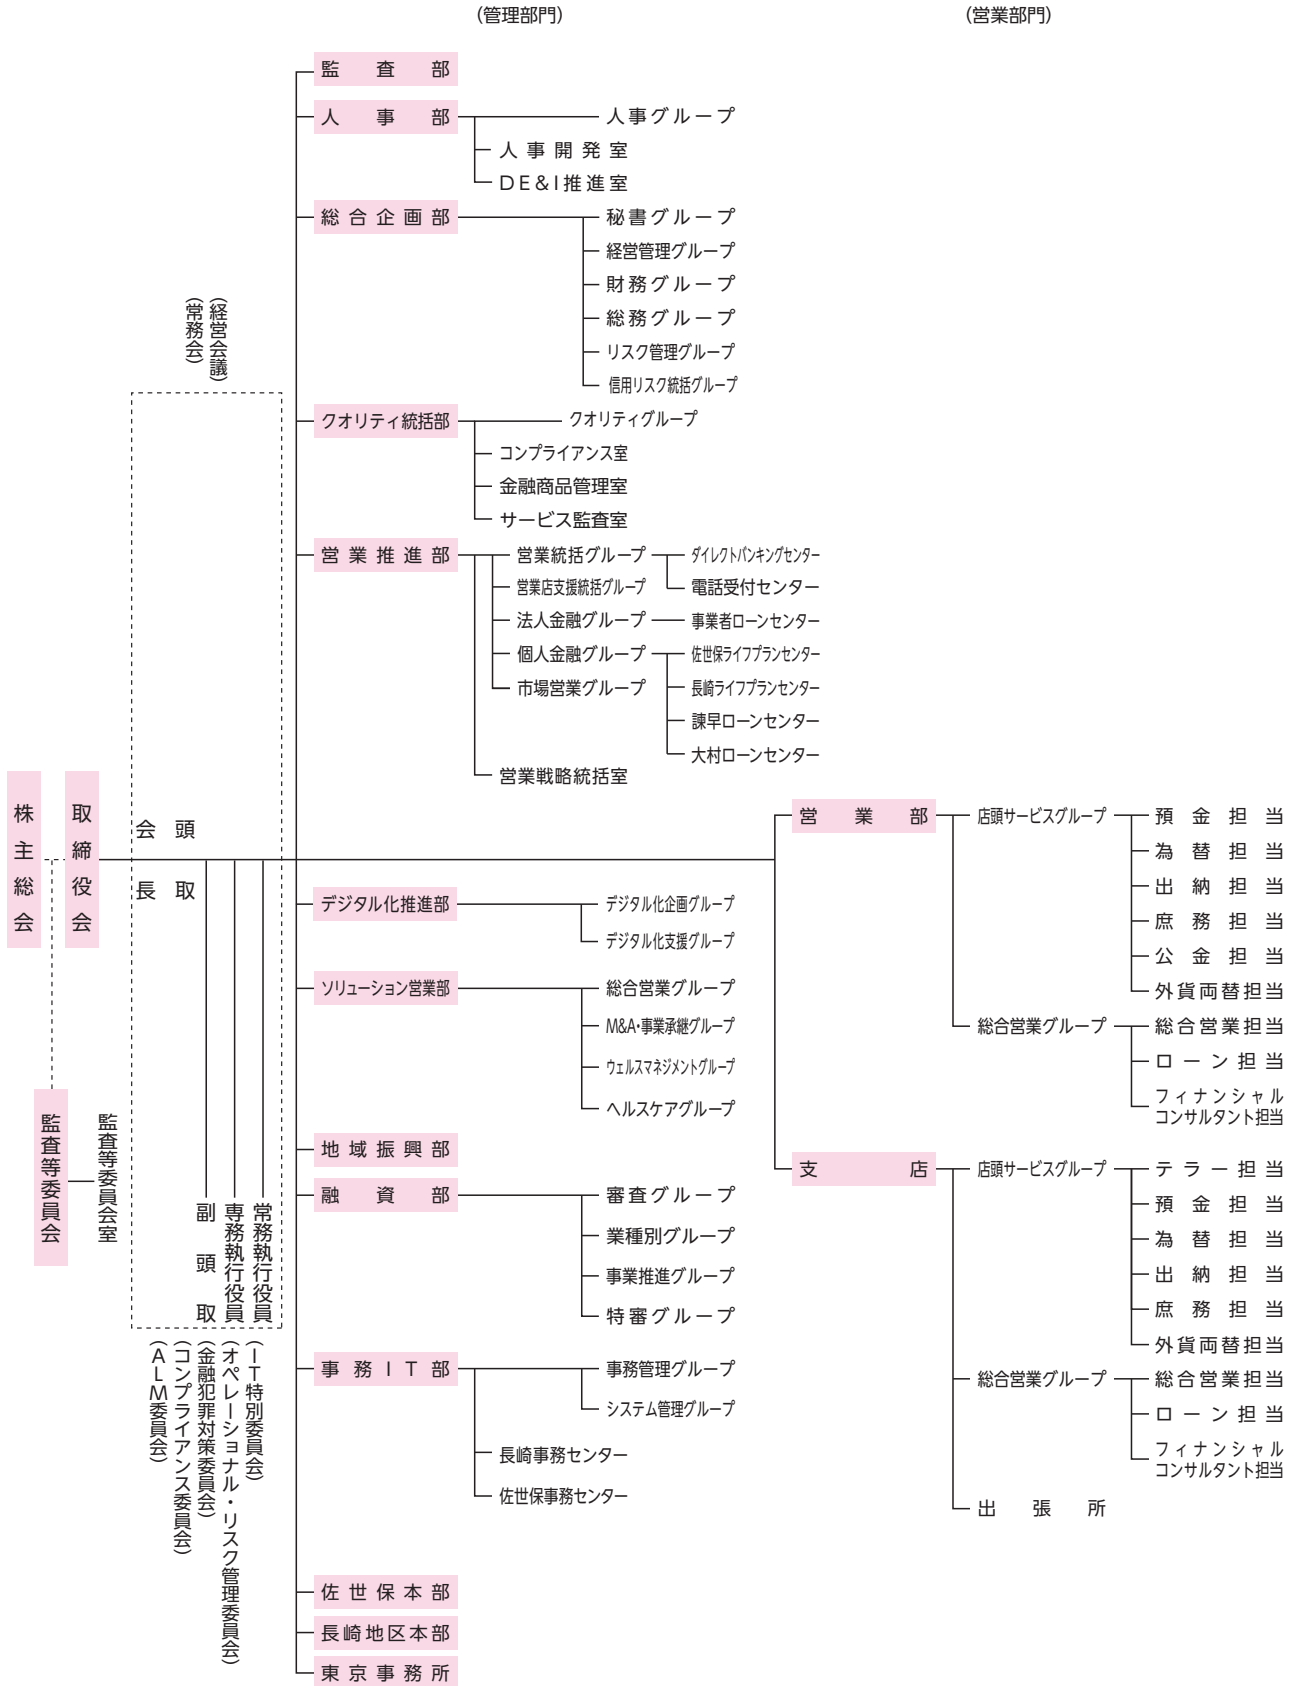 (管理部門)
(営業部門)
監査部
人事部
人事グループ
人事開発室
DE&I推進室
総合企画部
秘書グループ
経営管理グループ
財務グループ
総務グループ
リスク管理グループ
信用リスク統括グループ
(経営会議)
(常務会)
クオリティ統括部
クオリティグループ
コンプライアンス室
金融商品管理室
サービス監査室
営業推進部
営業統括グループ
ダイレクトバンキングセンター
電話受付センター
営業店支援統括グループ
法人金融グループ
事業者ローンセンター
個人金融グループ
佐世保ライフプランセンター
長崎ライフプランセンター
諫早ローンセンター
大村ローンセンター
市場営業グループ
営業戦略統括室
株主総会
取締役会
会長
頭取
監査等委員会
監査等委員会室
副頭取
専務執行役員
常務執行役員
(IT特別委員会)
(オペレーショナル・リスク管理委員会)
(金融犯罪対策委員会)
(コンプライアンス委員会)
(ALM委員会)
デジタル化推進部
デジタル化企画グループ
デジタル化支援グループ
ソリューション営業部
総合営業グループ
M&A・事業承継グループ
ウェルスマネジメントグループ
ヘルスケアグループ
地域振興部
融資部
審査グループ
業種別グループ
事業推進グループ
特審グループ
事務IT部
事務管理グループ
システム管理グループ
長崎事務センター
佐世保事務センター
佐世保本部
長崎地区本部
東京事務所
営業部
店頭サービスグループ
預金担当
為替担当
出納担当
庶務担当
公金担当
外貨両替担当
総合営業グループ
総合営業担当
ローン担当
フィナンシャル
コンサルタント担当
支店
店頭サービスグループ
テラー担当
預金担当
為替担当
出納担当
庶務担当
外貨両替担当
総合営業グループ
総合営業担当
ローン担当
フィナンシャル
コンサルタント担当
出張所